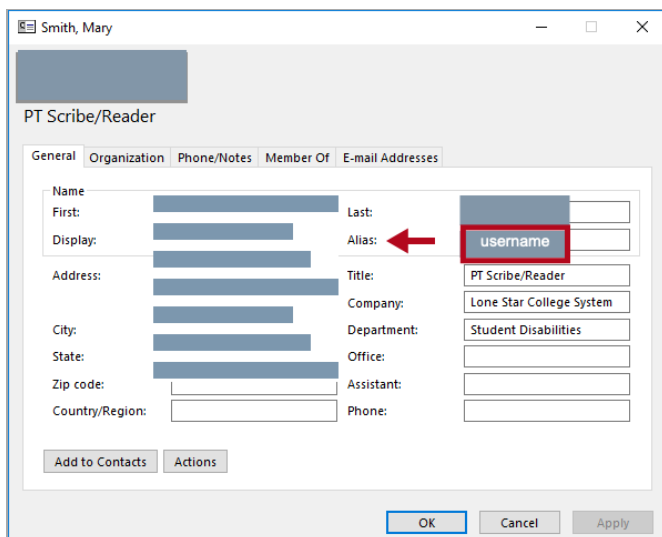 Smith, Mary
PT Scribe/Reader
General Organization Phone/Notes Member Of E-mail Addresses
Name
First: Last:
Display: Alias: username
Address: Title: PT Scribe/Reader
Company: Lone Star College System
City: Department: Student Disabilities
State: Office:
Zip code: Assistant:
Country/Region: Phone:
Add to Contacts Actions
OK Cancel Apply